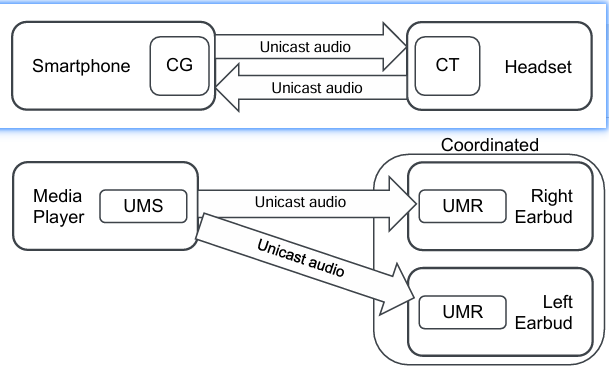 Smartphone
CG
Unicast audio
Unicast audio
CT
Headset
Coordinated
Media
Player
UMS
Unicast audio
Unicast audio
UMR
Right
Earbud
UMR
Left
Earbud